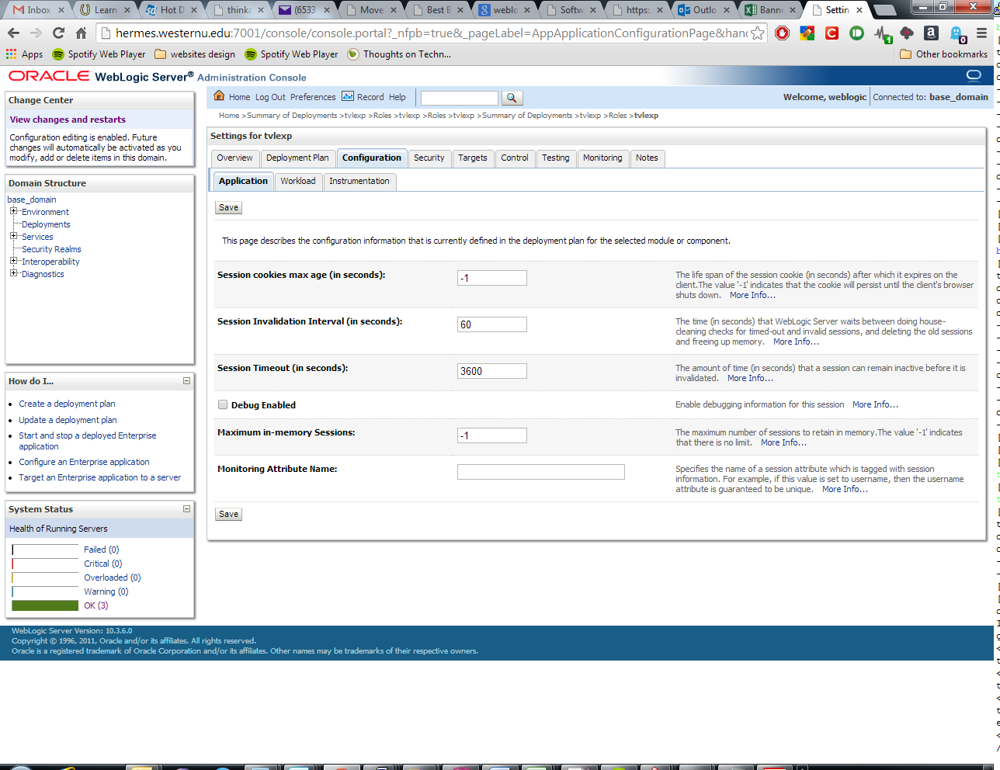 Inbox
Learn
Hot D
thinka
(6533
Move
Best B
weblo
Softw
https:
Outlo
Bann
Settin
hermes.westernu.edu:7001/console/console.portal?_nfpb=true&_pageLabel=AppApplicationConfigurationPage&hanc
Apps
Spotify Web Player
websites design
Spotify Web Player
Thoughts on Techn...
Other bookmarks
ORACLE WebLogic Server® Administration Console
Change Center
View changes and restarts
Configuration editing is enabled. Future
changes will automatically be activated as you
modify, add or delete items in this domain.
Domain Structure
base_domain
Environment
Deployments
Services
Security Realms
Interoperability
Diagnostics
How do I...
Create a deployment plan
Update a deployment plan
Start and stop a deployed Enterprise
application
Configure an Enterprise application
Target an Enterprise application to a server
System Status
Health of Running Servers
Failed (0)
Critical (0)
Overloaded (0)
Warning (0)
OK (3)
Home Log Out Preferences Record Help
Welcome, weblogic
Connected to: base_domain
Home >Summary of Deployments >tvlexp >Roles >tvlexp >Roles >tvlexp >Summary of Deployments >tvlexp >Roles >tvlexp
Settings for tvlexp
Overview Deployment Plan Configuration Security Targets Control Testing Monitoring Notes
Application Workload Instrumentation
Save
This page describes the configuration information that is currently defined in the deployment plan for the selected module or component.
Session cookies max age (in seconds):
-1
The life span of the session cookie (in seconds) after which it expires on the
client.The value '-1' indicates that the cookie will persist until the client's browser
shuts down. More Info...
Session Invalidation Interval (in seconds):
60
The time (in seconds) that WebLogic Server waits between doing house-
cleaning checks for timed-out and invalid sessions, and deleting the old sessions
and freeing up memory. More Info...
Session Timeout (in seconds):
3600
The amount of time (in seconds) that a session can remain inactive before it is
invalidated. More Info...
Debug Enabled
Enable debugging information for this session More Info...
Maximum in-memory Sessions:
-1
The maximum number of sessions to retain in memory.The value '-1' indicates
that there is no limit. More Info...
Monitoring Attribute Name:
Specifies the name of a session attribute which is tagged with session
information. For example, if this value is set to username, then the username
attribute is guaranteed to be unique. More Info...
Save
WebLogic Server Version: 10.3.6.0
Copyright © 1996, 2011, Oracle and/or its affiliates. All rights reserved.
Oracle is a registered trademark of Oracle Corporation and/or its affiliates. Other names may be trademarks of their respective owners.